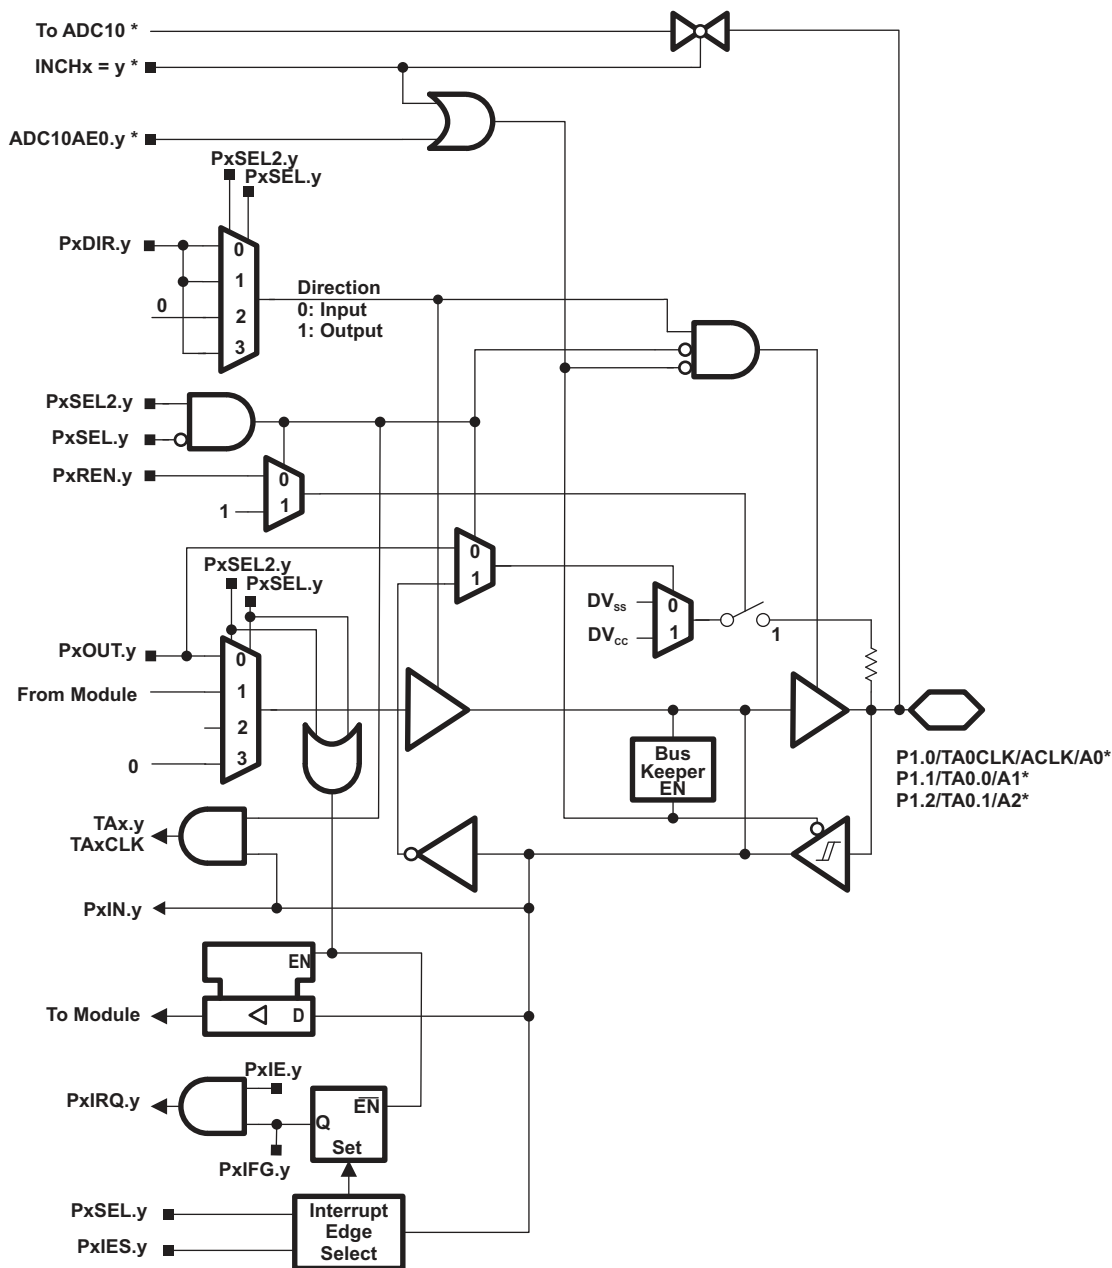 To ADC10 *
INCHx = y *
ADC10AE0.y *
PxSEL2.y
PxSEL.y
PxDIR.y
0
1
0
2
3
Direction
0: Input
1: Output
PxSEL2.y
PxSEL.y
PxREN.y
0
1
1
0
1
PxSEL2.y
PxSEL.y
DVSS
0
DVCC
1
1
PxOUT.y
0
From Module
1
2
0
3
Bus
Keeper
EN
P1.0/TA0CLK/ACLK/A0*
P1.1/TA0.0/A1*
P1.2/TA0.1/A2*
TAx.y
TAxCLK
PxIN.y
EN
To Module
D
PxIE.y
PxIRQ.y
EN
Q
Set
PxIFG.y
PxSEL.y
PxIES.y
Interrupt
Edge
Select